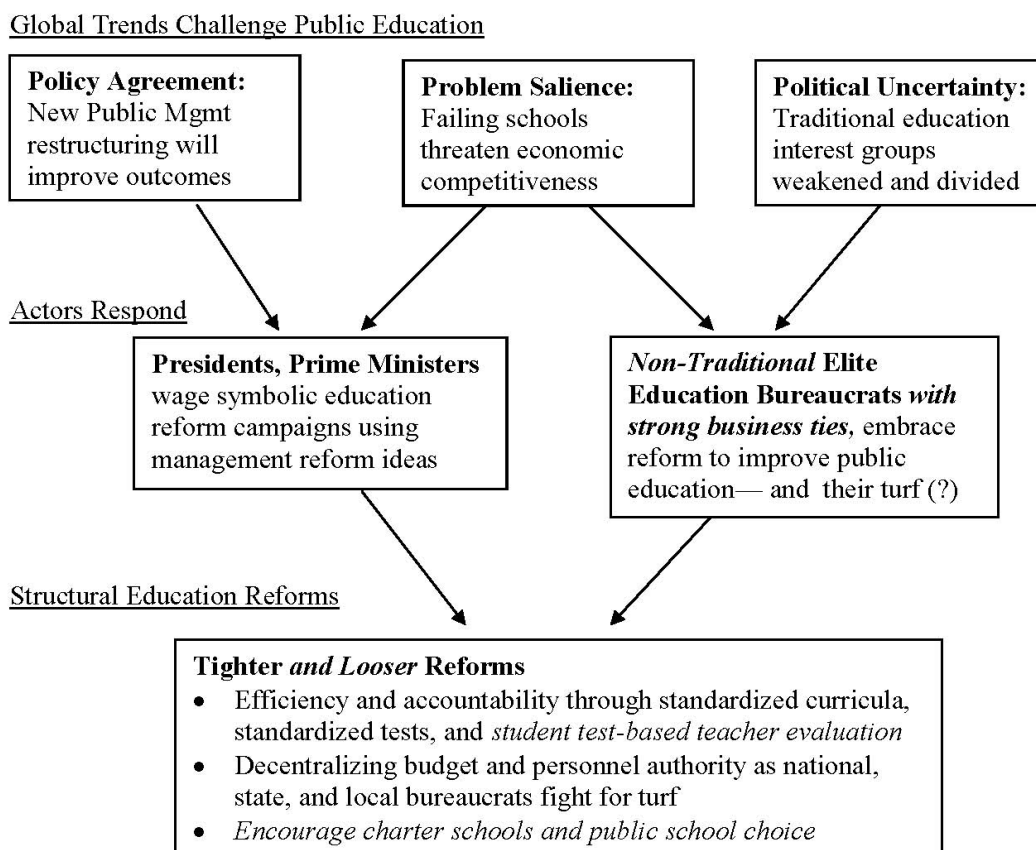 Global Trends Challenge Public Education
Policy Agreement:
New Public Mgmt
restructuring will
improve outcomes
Problem Salience:
Failing schools
threaten economic
competitiveness
Political Uncertainty:
Traditional education
interest groups
weakened and divided
Actors Respond
Presidents, Prime Ministers
wage symbolic education
reform campaigns using
management reform ideas
Non-Traditional Elite
Education Bureaucrats with
strong business ties, embrace
reform to improve public
education— and their turf (?)
Structural Education Reforms
Tighter and Looser Reforms
• Efficiency and accountability through standardized curricula,
standardized tests, and student test-based teacher evaluation
• Decentralizing budget and personnel authority as national,
state, and local bureaucrats fight for turf
• Encourage charter schools and public school choice